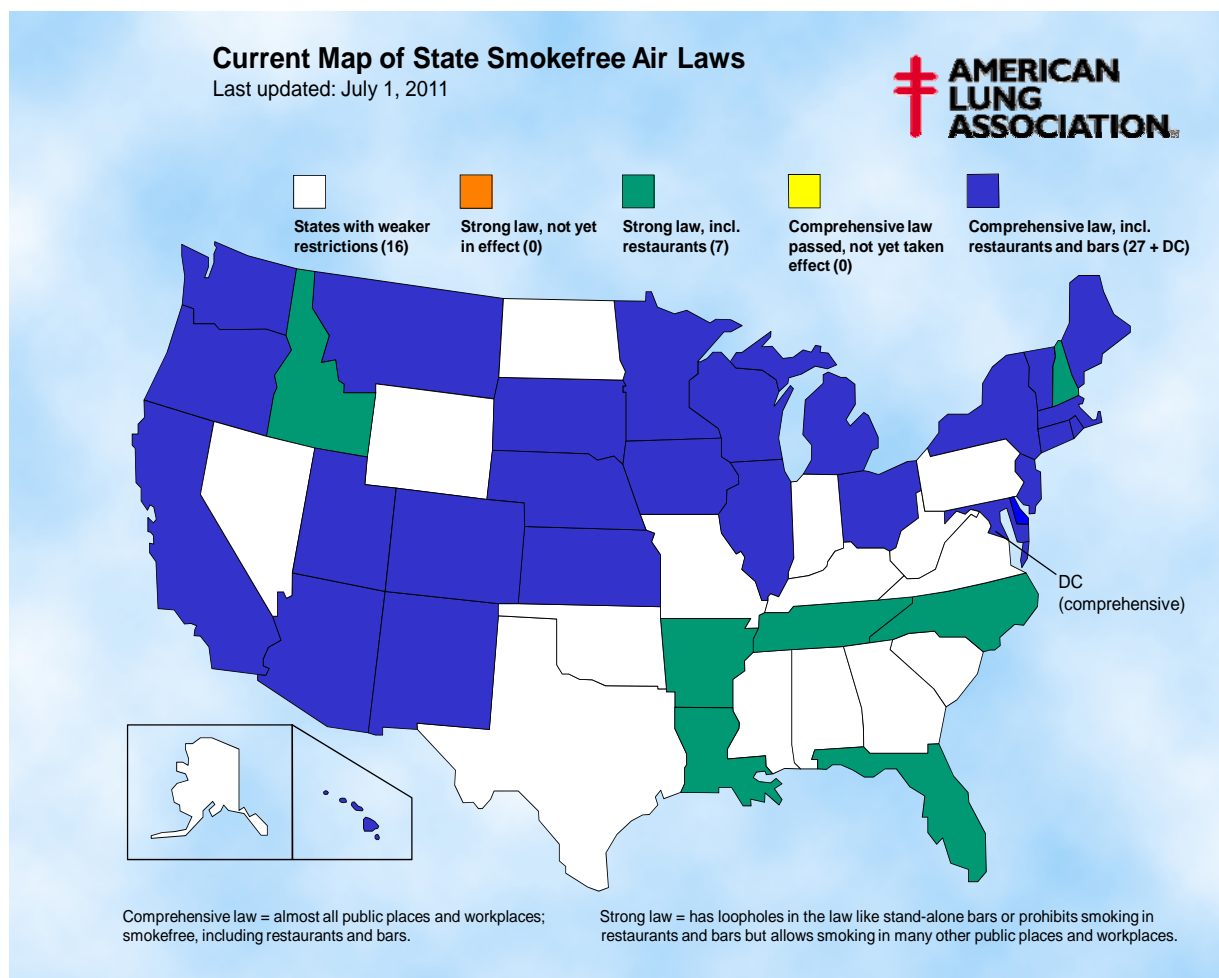 Current Map of State Smokefree Air Laws
Last updated: July 1, 2011
AMERICAN
LUNG
ASSOCIATION
States with weaker
restrictions (16)
Strong law, not yet
in effect (0)
Strong law, incl.
restaurants (7)
Comprehensive law
passed, not yet taken
effect (0)
Comprehensive law, incl.
restaurants and bars (27 + DC)
DC
(comprehensive)
Comprehensive law = almost all public places and workplaces;
smokefree, including restaurants and bars.
Strong law = has loopholes in the law like stand-alone bars or prohibits smoking in
restaurants and bars but allows smoking in many other public places and workplaces.